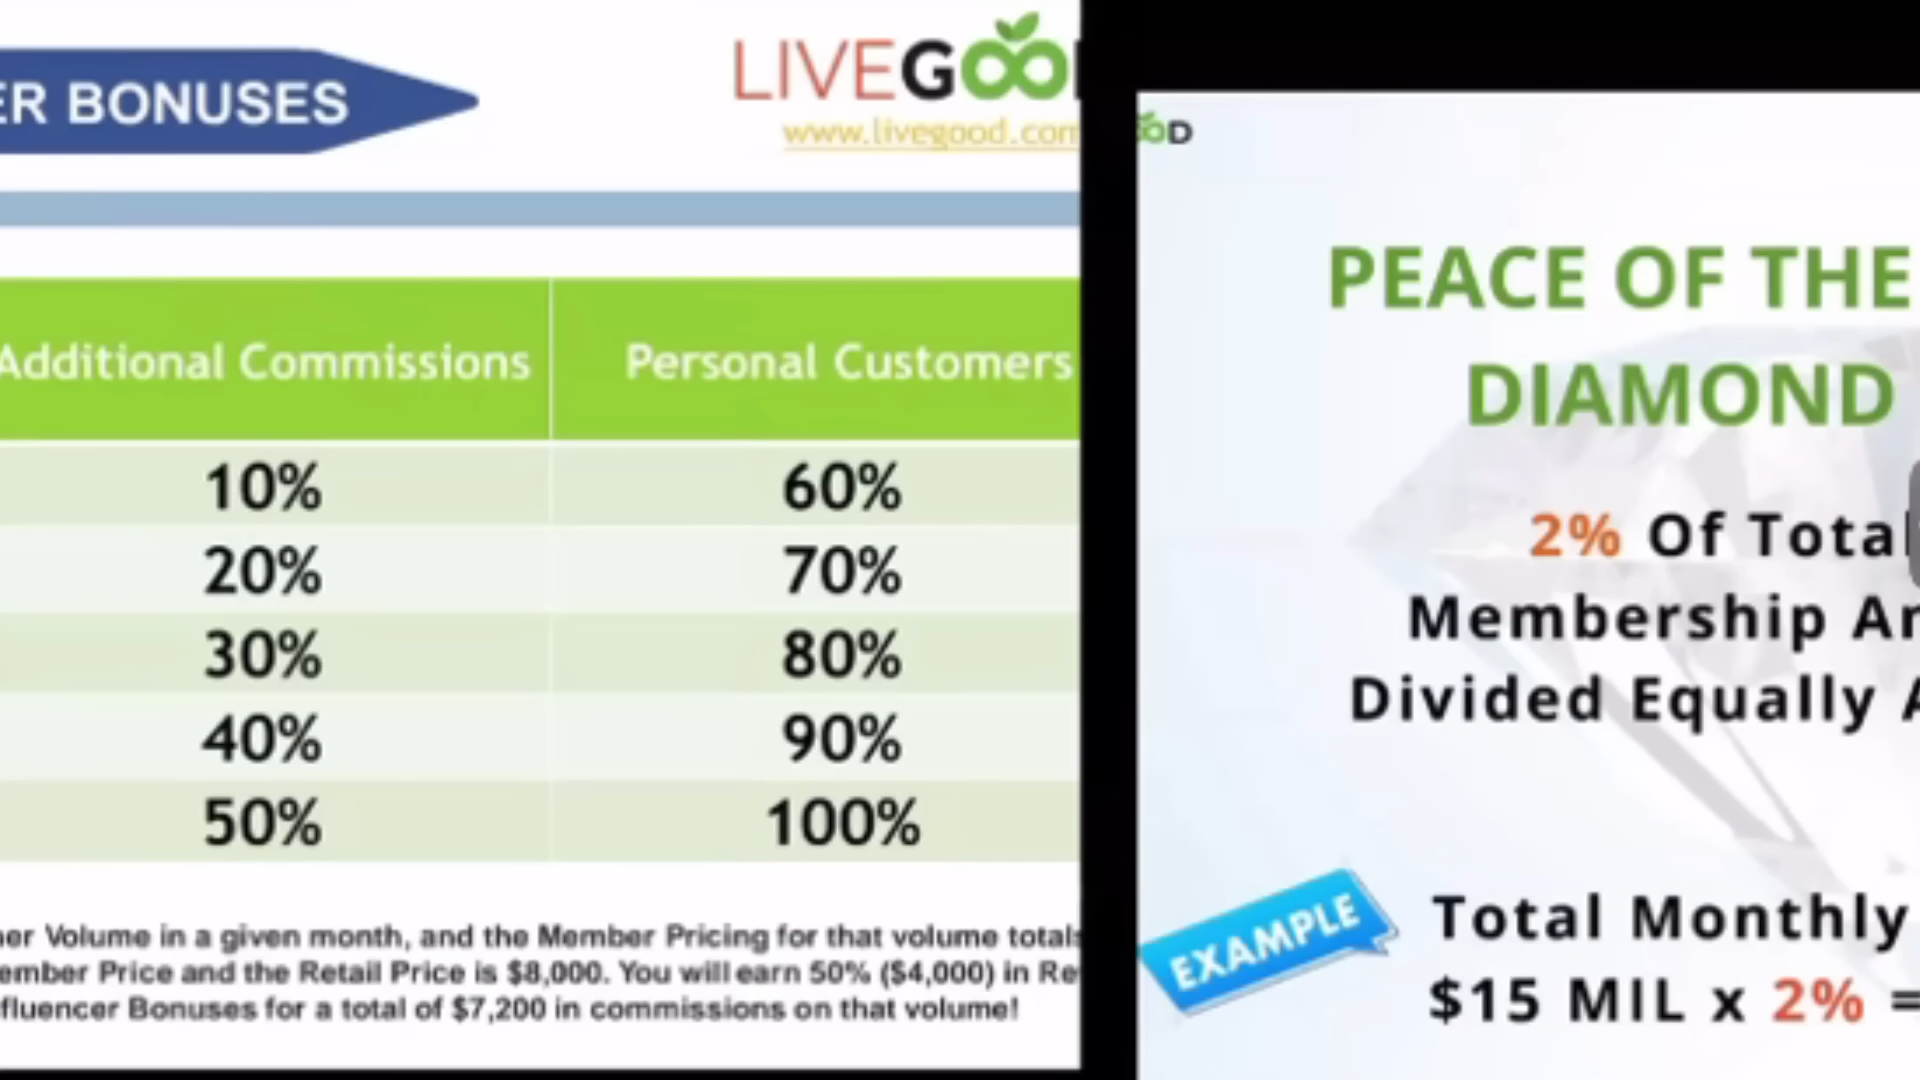 ER BONUSES
LIVEGOO
www.livegood.com
Additional Commissions Personal Customers
10% 60%
20% 70%
30% 80%
40% 90%
50% 100%
er Volume in a given month, and the Member Pricing for that volume totals
ember Price and the Retail Price is $8,000. You will earn 50% ($4,000) in Re
fluencer Bonuses for a total of $7,200 in commissions on that volume!
OD
PEACE OF THE
DIAMOND
2% Of Total
Membership An
Divided Equally A
EXAMPLE
Total Monthly
$15 MIL x 2% =